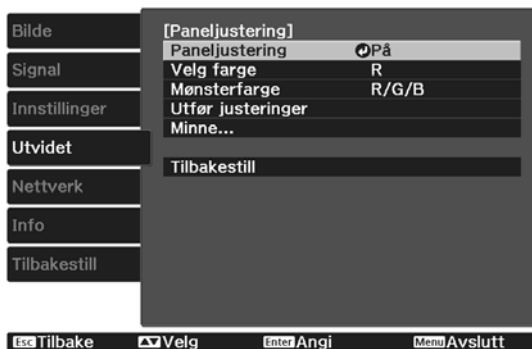 Bilde
Signal
Innstillinger
Utvidet
Nettverk
Info
Tilbakestill
[Paneljustering]
Paneljustering På
Velg farge R
Mønsterfarge R/G/B
Utfør justeringer
Minne...
Tilbakestill
Esc Tilbake Velg Enter Angi Menu Avslutt